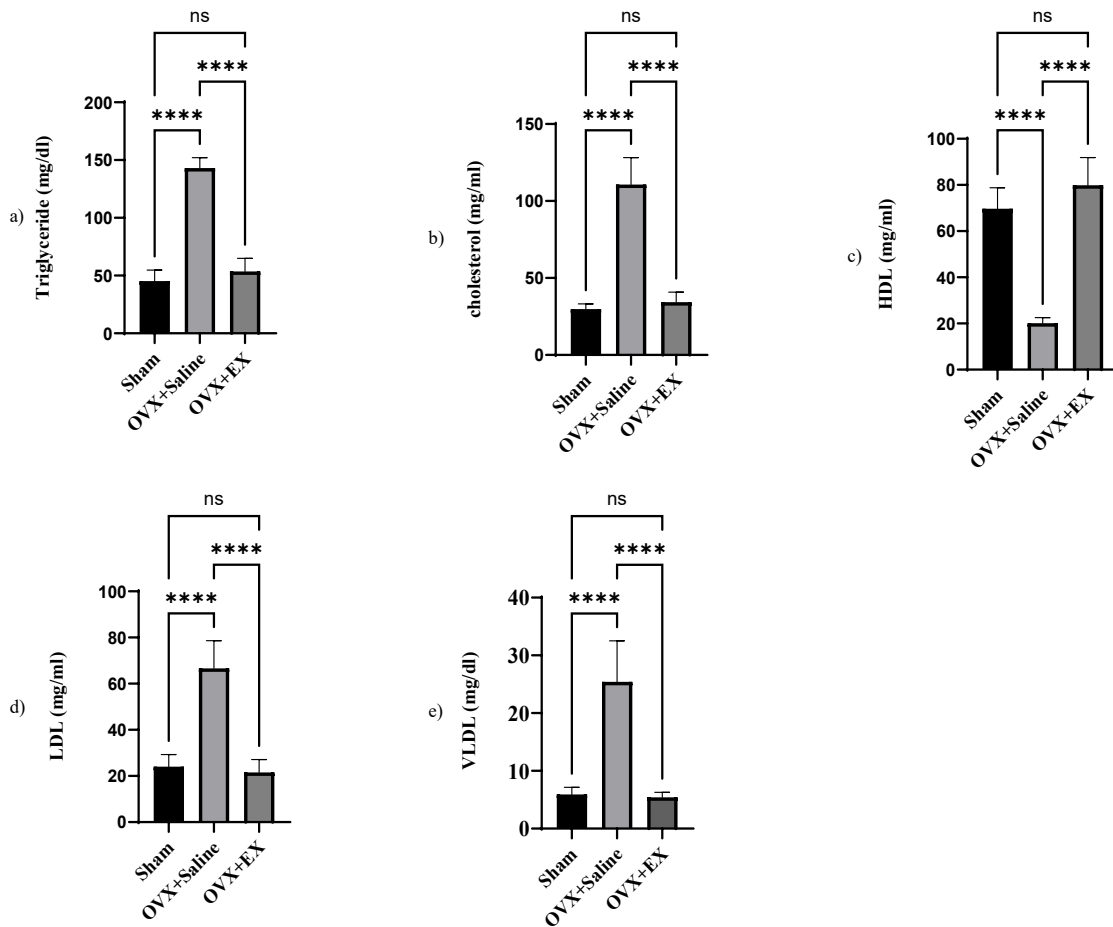 a)
Triglyceride (mg/dl)
200
150
100
50
0
ns
****
****
Sham
OVX+Saline
OVX+EX
b)
cholesterol (mg/ml)
150
100
50
0
ns
****
****
Sham
OVX+Saline
OVX+EX
c)
HDL (mg/ml)
100
80
60
40
20
0
ns
****
****
Sham
OVX+Saline
OVX+EX
d)
LDL (mg/ml)
100
80
60
40
20
0
ns
****
****
Sham
OVX+Saline
OVX+EX
e)
VLDL (mg/dl)
40
30
20
10
0
ns
****
****
Sham
OVX+Saline
OVX+EX